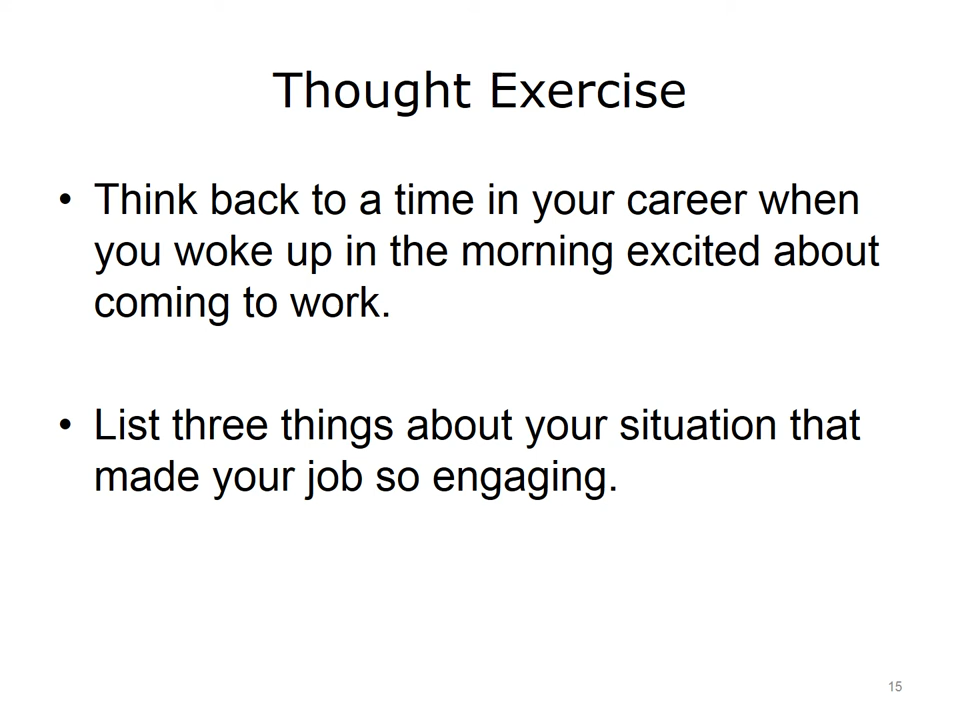 Thought Exercise
• Think back to a time in your career when
you woke up in the morning excited about
coming to work.
• List three things about your situation that
made your job so engaging.
15